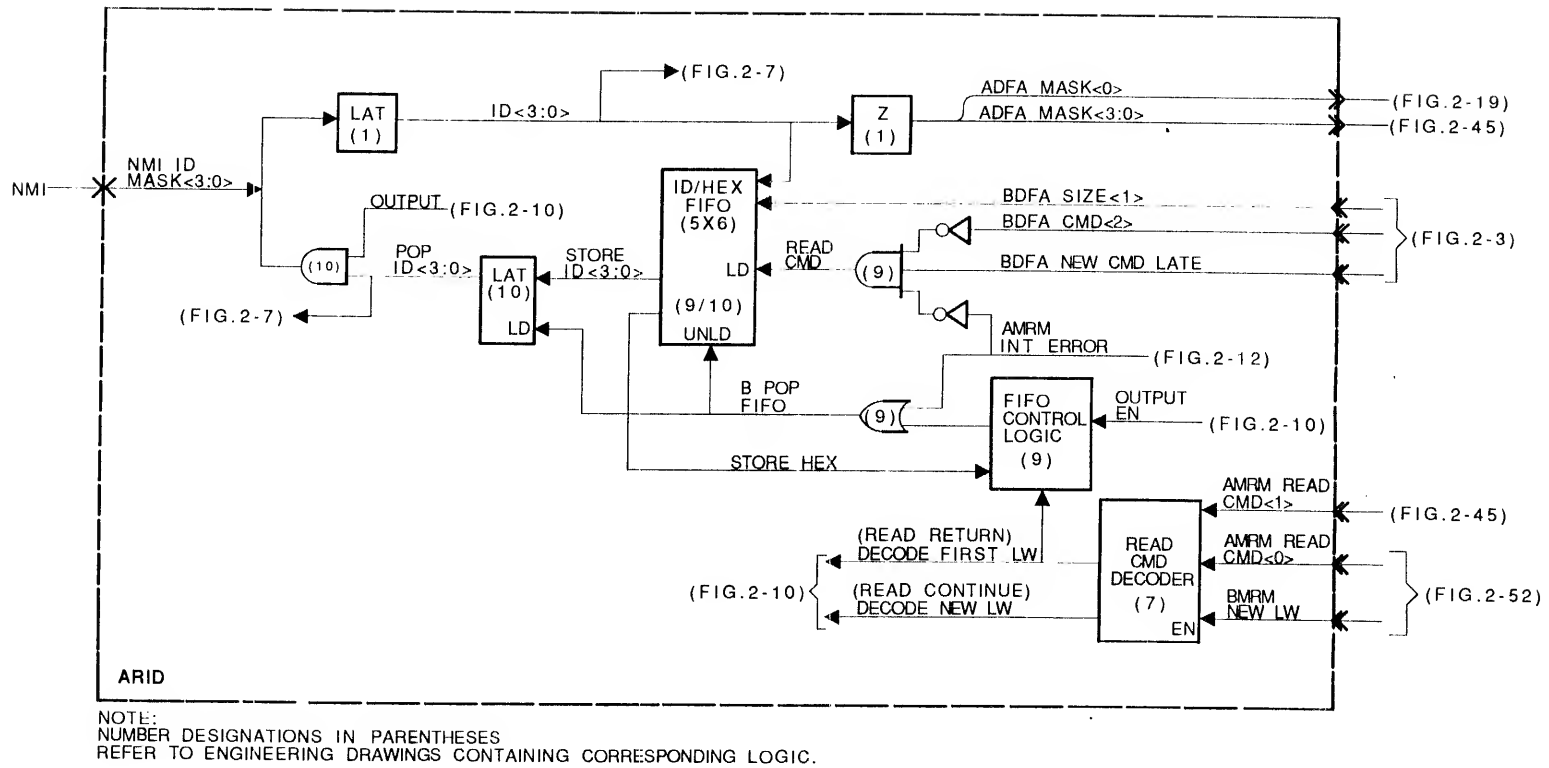 (FIG.2-7)
ADFA MASK<0>
(FIG.2-19)
LAT
(1)
ID<3:0>
Z
(1)
ADFA MASK<3:0>
(FIG.2-45)
NMI
NMI ID
MASK<3:0>
OUTPUT
(FIG.2-10)
(10)
POP
ID<3:0>
(FIG.2-7)
LAT
(10)
LD
STORE
ID<3:0>
ID/HEX
FIFO
(5X6)
LD
(9/10)
UNLD
READ
CMD
(9)
BDFA SIZE<1>
BDFA CMD<2>
BDFA NEW CMD LATE
(FIG.2-3)
AMRM
INT ERROR
(FIG.2-12)
B POP
FIFO
(9)
FIFO
CONTROL
LOGIC
(9)
OUTPUT
EN
(FIG.2-10)
STORE HEX
(READ RETURN)
DECODE FIRST LW
(READ CONTINUE)
DECODE NEW LW
(FIG.2-10)
READ
CMD
DECODER
(7)
EN
AMRM READ
CMD<1>
(FIG.2-45)
AMRM READ
CMD<0>
BMRM
NEW LW
(FIG.2-52)
ARID
NOTE:
NUMBER DESIGNATIONS IN PARENTHESES
REFER TO ENGINEERING DRAWINGS CONTAINING CORRESPONDING LOGIC.